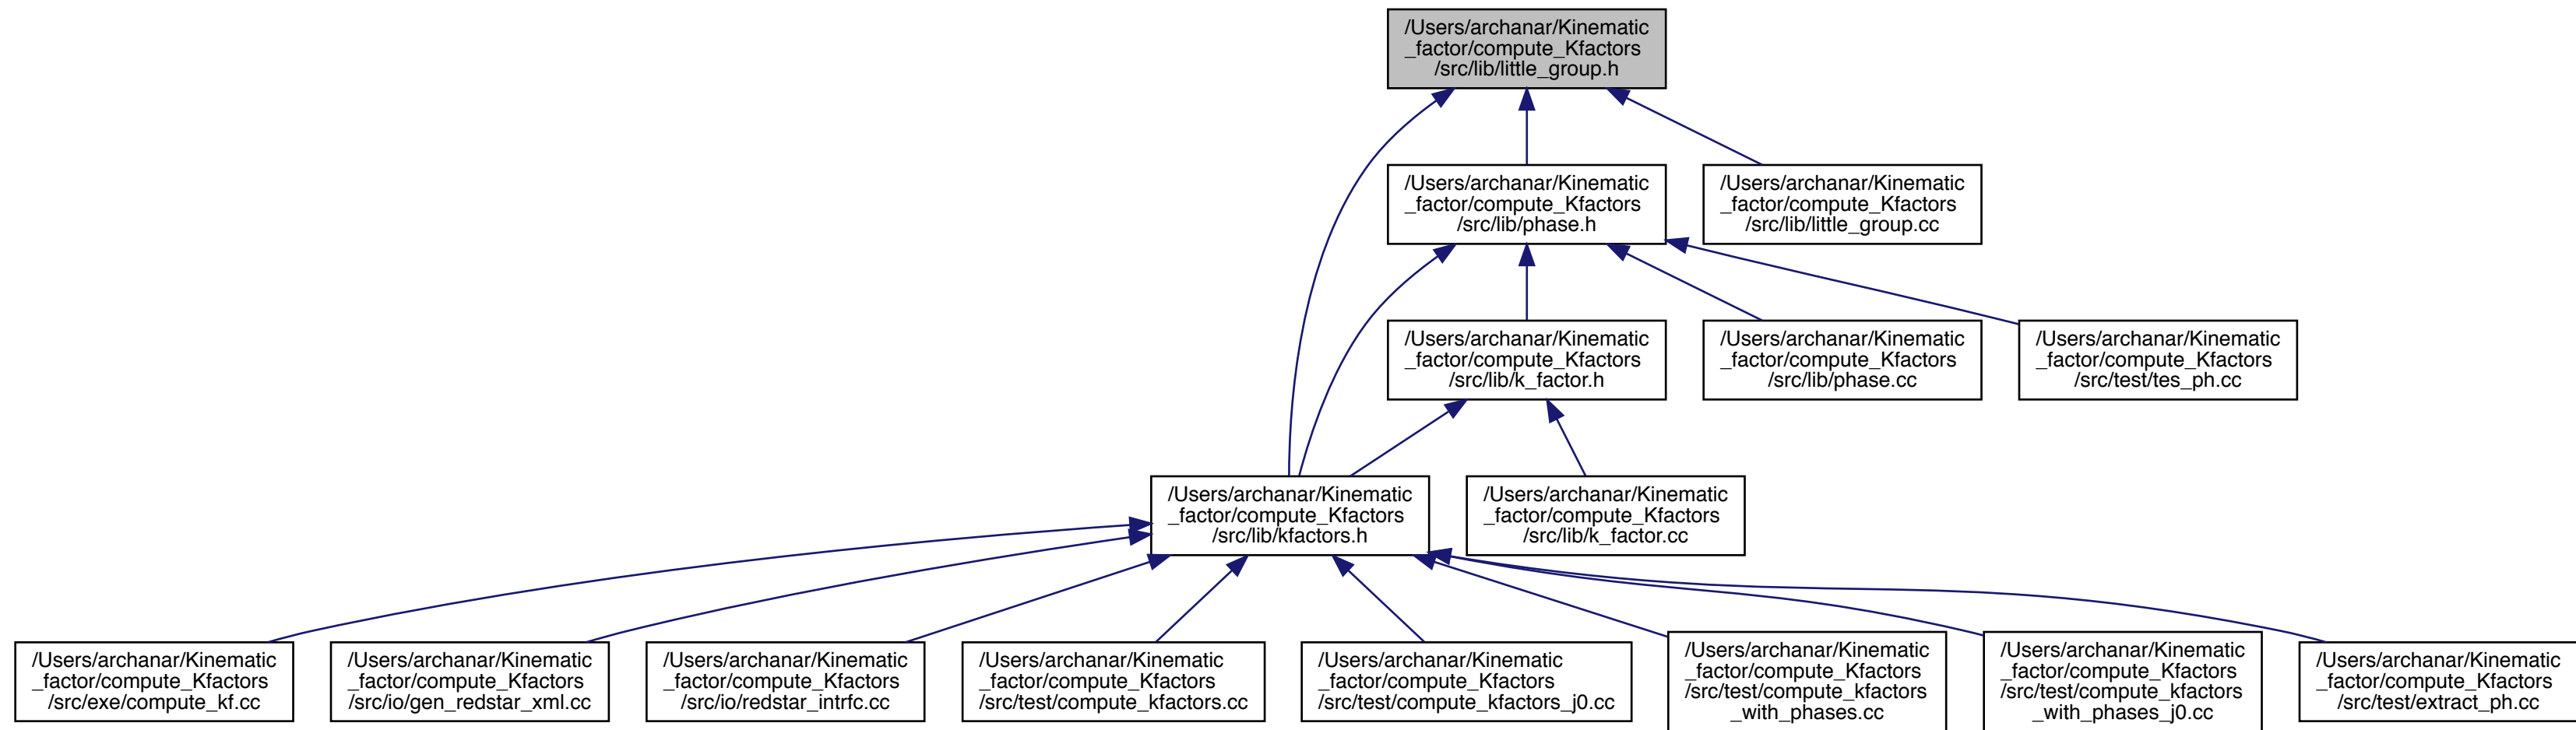 /Users/archanar/Kinematic
_factor/compute_Kfactors
/src/lib/little_group.h
/Users/archanar/Kinematic
_factor/compute_Kfactors
/src/lib/phase.h
/Users/archanar/Kinematic
_factor/compute_Kfactors
/src/lib/little_group.cc
/Users/archanar/Kinematic
_factor/compute_Kfactors
/src/lib/k_factor.h
/Users/archanar/Kinematic
_factor/compute_Kfactors
/src/lib/phase.cc
/Users/archanar/Kinematic
_factor/compute_Kfactors
/src/test/tes_ph.cc
/Users/archanar/Kinematic
_factor/compute_Kfactors
/src/lib/kfactors.h
/Users/archanar/Kinematic
_factor/compute_Kfactors
/src/lib/k_factor.cc
/Users/archanar/Kinematic
_factor/compute_Kfactors
/src/exe/compute_kf.cc
/Users/archanar/Kinematic
_factor/compute_Kfactors
/src/io/gen_redstar_xml.cc
/Users/archanar/Kinematic
_factor/compute_Kfactors
/src/io/redstar_intrfc.cc
/Users/archanar/Kinematic
_factor/compute_Kfactors
/src/test/compute_kfactors.cc
/Users/archanar/Kinematic
_factor/compute_Kfactors
/src/test/compute_kfactors_j0.cc
/Users/archanar/Kinematic
_factor/compute_Kfactors
/src/test/compute_kfactors
_with_phases.cc
/Users/archanar/Kinematic
_factor/compute_Kfactors
/src/test/compute_kfactors
_with_phases_j0.cc
/Users/archanar/Kinematic
_factor/compute_Kfactors
/src/test/extract_ph.cc